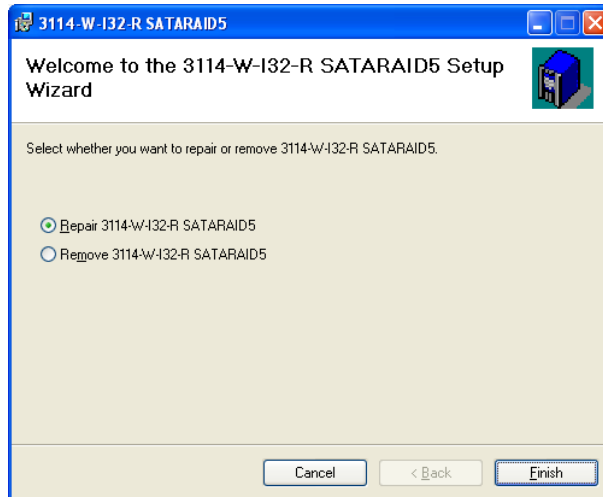 3114-W-I32-R SATARAID5
Welcome to the 3114-W-I32-R SATARAID5 Setup
Wizard
Select whether you want to repair or remove 3114-W-I32-R SATARAID5.
Repair 3114-W-I32-R SATARAID5
Remove 3114-W-I32-R SATARAID5
Cancel
< Back
Finish